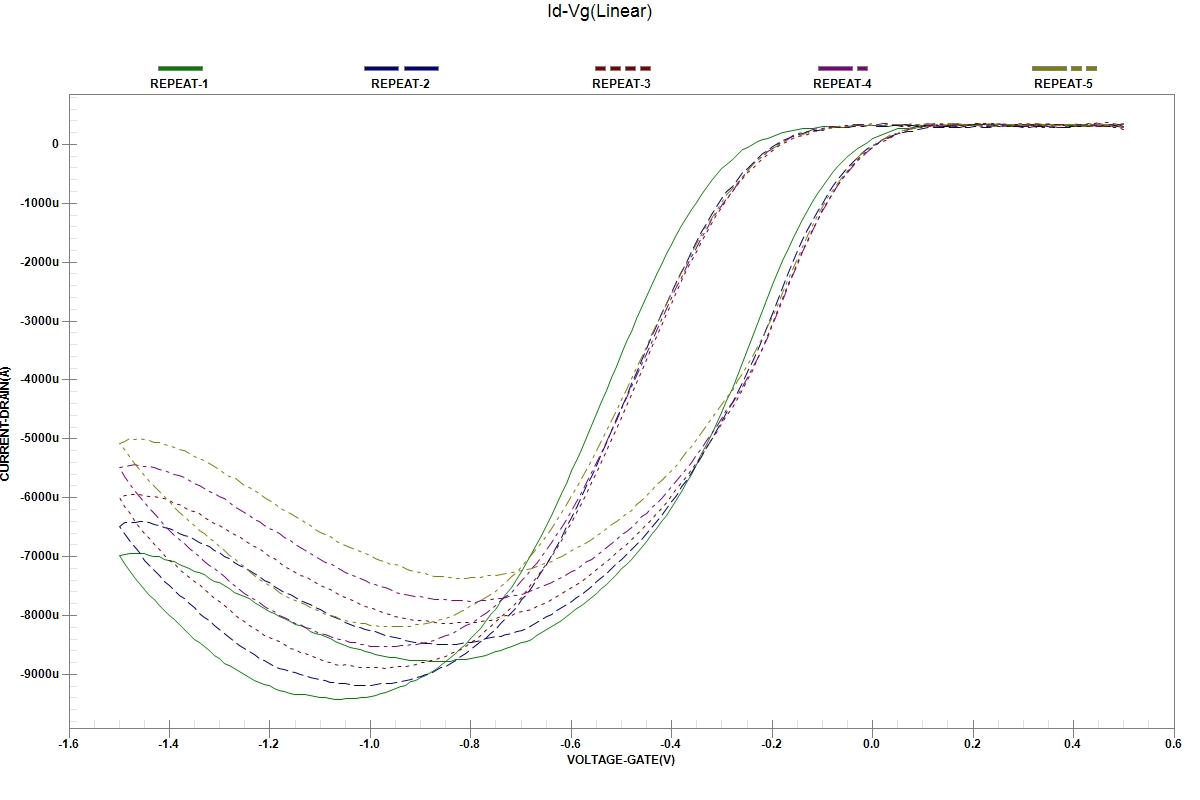 Id-Vg(Linear)
REPEAT-1 REPEAT-2 REPEAT-3 REPEAT-4 REPEAT-5
0
-1000u
-2000u
-3000u
-4000u
-5000u
-6000u
-7000u
-8000u
-9000u
CURRENT-DRAIN(A)
-1.6 -1.4 -1.2 -1.0 -0.8 -0.6 -0.4 -0.2 0.0 0.2 0.4 0.6
VOLTAGE-GATE(V)